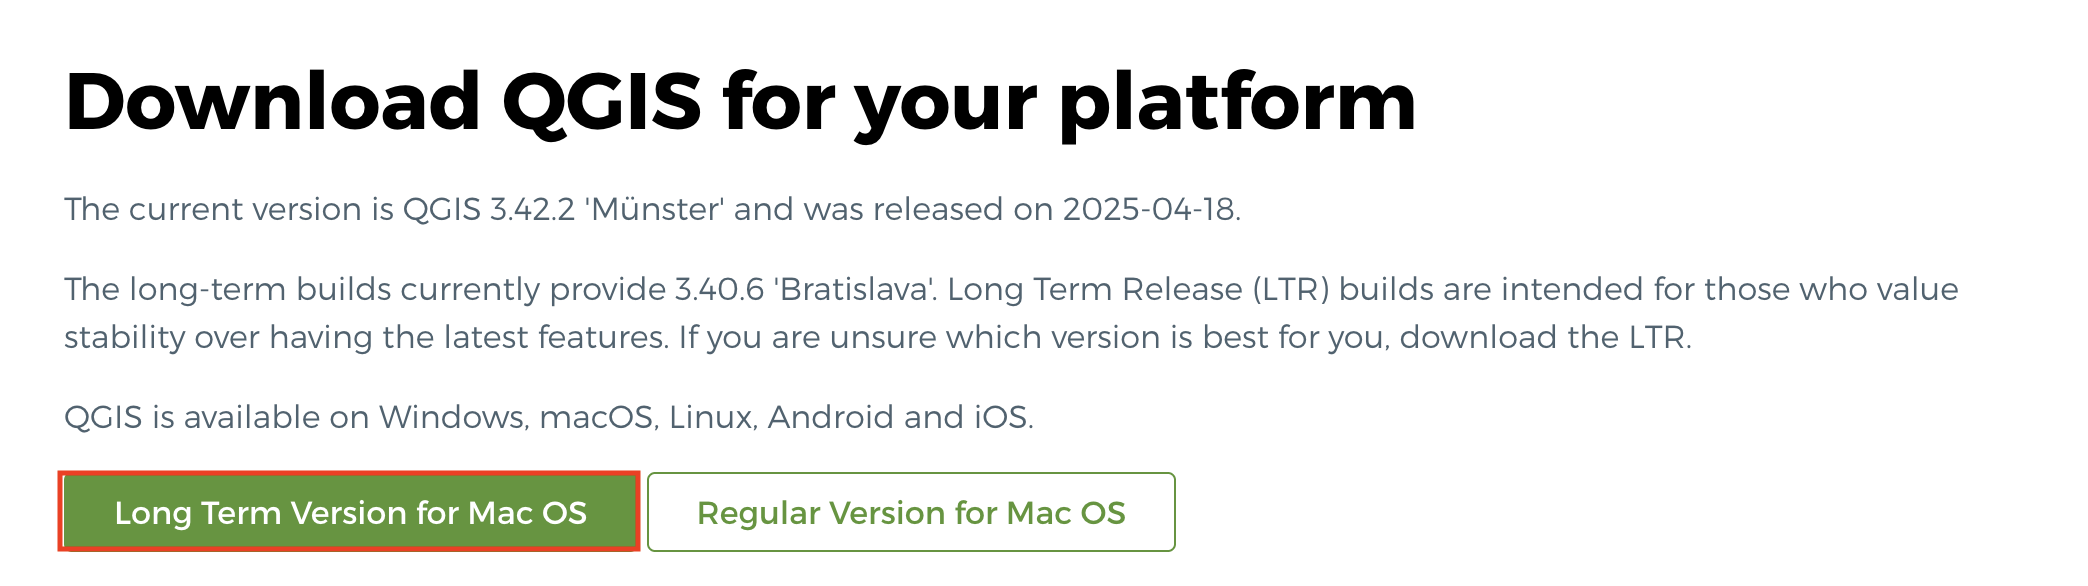 Download QGIS for your platform
The current version is QGIS 3.42.2 'Münster' and was released on 2025-04-18.
The long-term builds currently provide 3.40.6 'Bratislava'. Long Term Release (LTR) builds are intended for those who value
stability over having the latest features. If you are unsure which version is best for you, download the LTR.
QGIS is available on Windows, macOS, Linux, Android and iOS.
Long Term Version for Mac OS
Regular Version for Mac OS